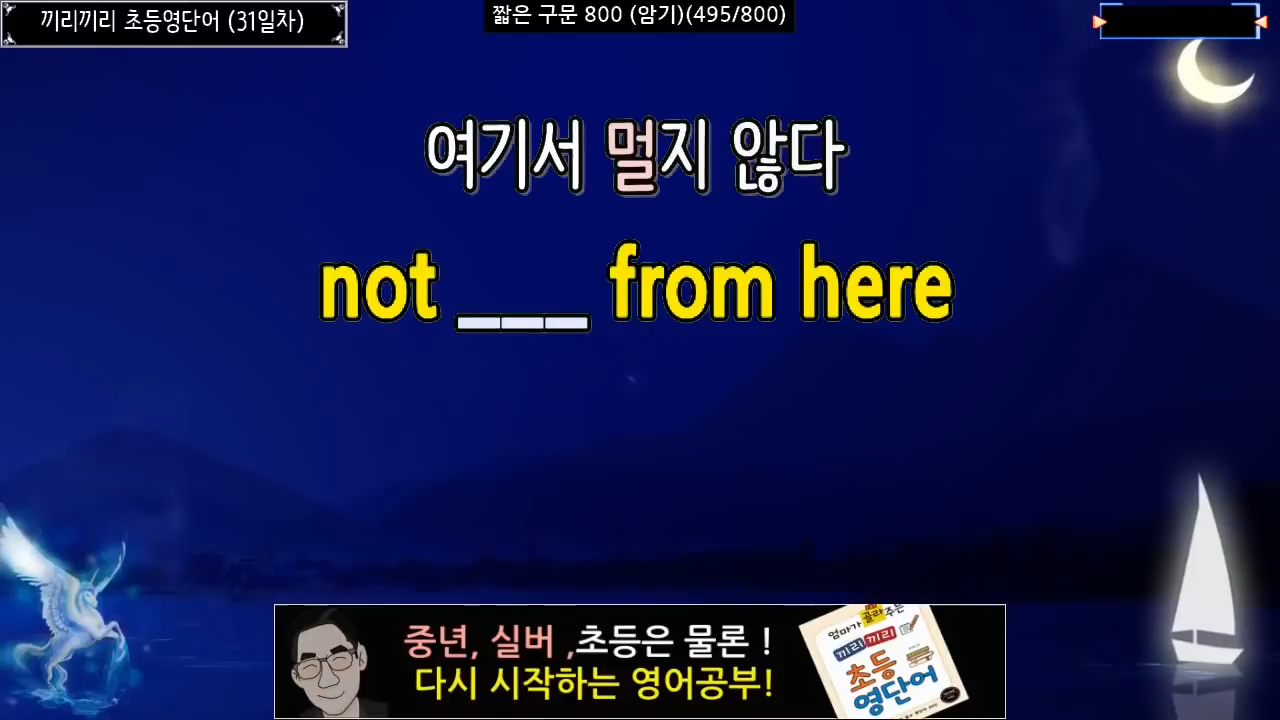 끼리끼리 초등영단어 (31일차)
짧은 구문 800 (암기)(495/800)
여기서 멀지 않다
not ___ from here
중년, 실버 ,초등은 물론 !
다시 시작하는 영어공부!
엄마가 골라주는
끼리끼리
초등
영단어